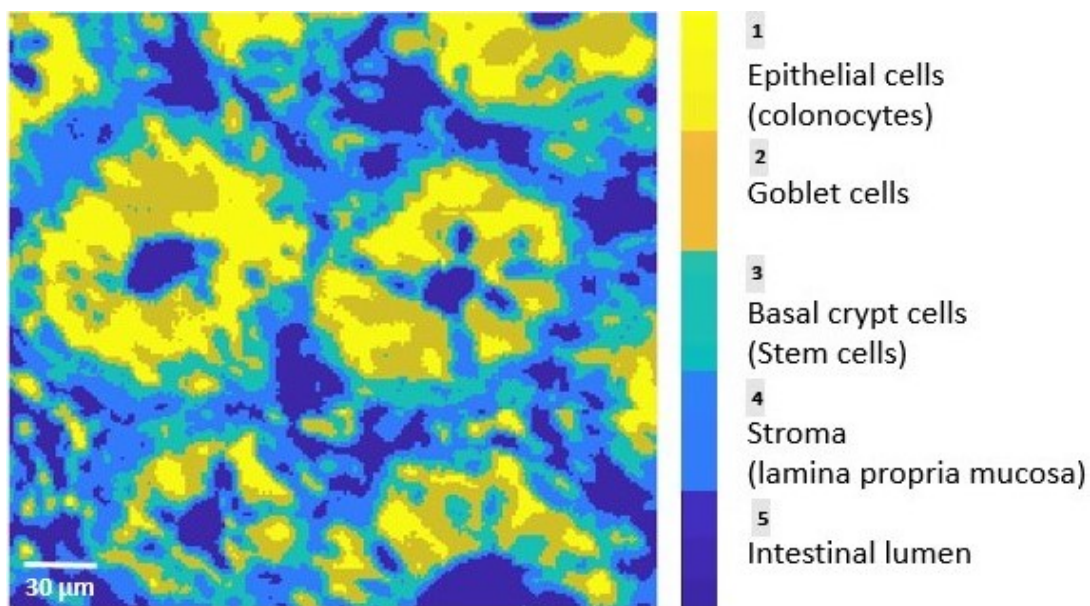 1
Epithelial cells
(colonocytes)
2
Goblet cells
3
Basal crypt cells
(Stem cells)
4
Stroma
(lamina propria mucosa)
5
Intestinal lumen
30 µm